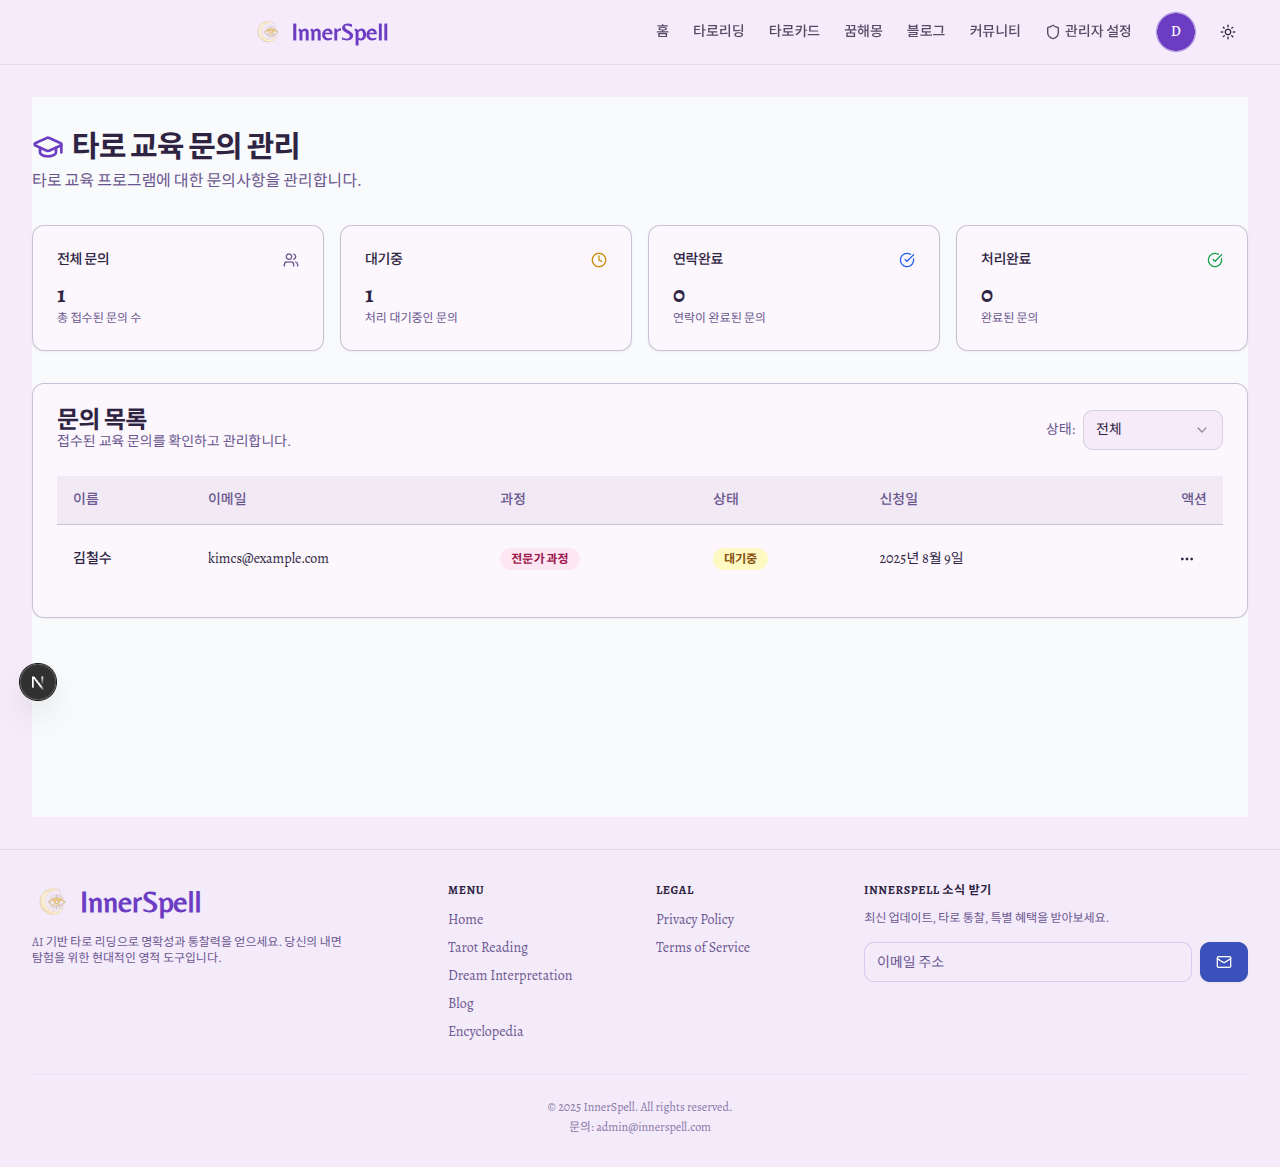 InnerSpell
홈
타로리딩
타로카드
꿈해몽
블로그
커뮤니티
관리자 설정
D
타로 교육 문의 관리
타로 교육 프로그램에 대한 문의사항을 관리합니다.
전체 문의
1
총 접수된 문의 수
대기중
1
처리 대기중인 문의
연락완료
0
연락이 완료된 문의
처리완료
0
완료된 문의
문의 목록
접수된 교육 문의를 확인하고 관리합니다.
상태:
전체
이름 이메일 과정 상태 신청일 액션
김철수 kimcs@example.com 전문가 과정 대기중 2025년 8월 9일
N
InnerSpell
AI 기반 타로 리딩으로 명확성과 통찰력을 얻으세요. 당신의 내면
탐험을 위한 현대적인 영적 도구입니다.
MENU
Home
Tarot Reading
Dream Interpretation
Blog
Encyclopedia
LEGAL
Privacy Policy
Terms of Service
INNERSPELL 소식 받기
최신 업데이트, 타로 통찰, 특별 혜택을 받아보세요.
이메일 주소
© 2025 InnerSpell. All rights reserved.
문의: admin@innerspell.com